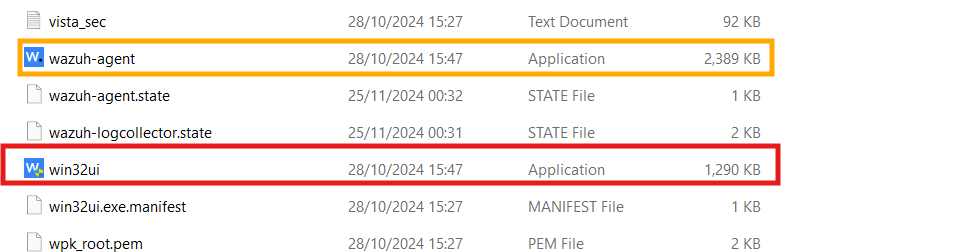 vista_sec 28/10/2024 15:27 Text Document 92 KB
W. wazuh-agent 28/10/2024 15:47 Application 2,389 KB
wazuh-agent.state 25/11/2024 00:32 STATE File 1 KB
wazuh-logcollector.state 25/11/2024 00:31 STATE File 2 KB
W win32ui 28/10/2024 15:47 Application 1,290 KB
win32ui.exe.manifest 28/10/2024 15:27 MANIFEST File 1 KB
wpk_root.pem 28/10/2024 15:27 PEM File 2 KB